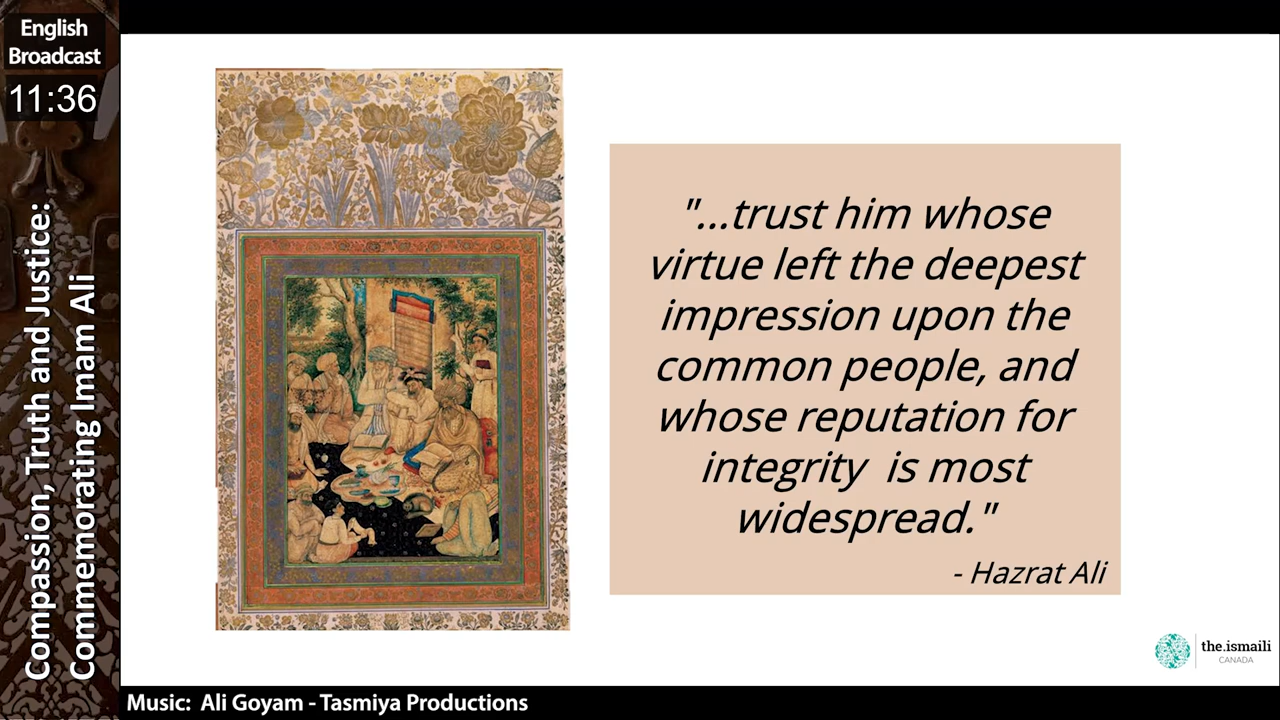 English
Broadcast
11:36
Compassion, Truth and Justice:
Commemorating Imam Ali
"...trust him whose
virtue left the deepest
impression upon the
common people, and
whose reputation for
integrity  is most
widespread."
- Hazrat Ali
the.ismaili
CANADA
Music:  Ali Goyam - Tasmiya Productions